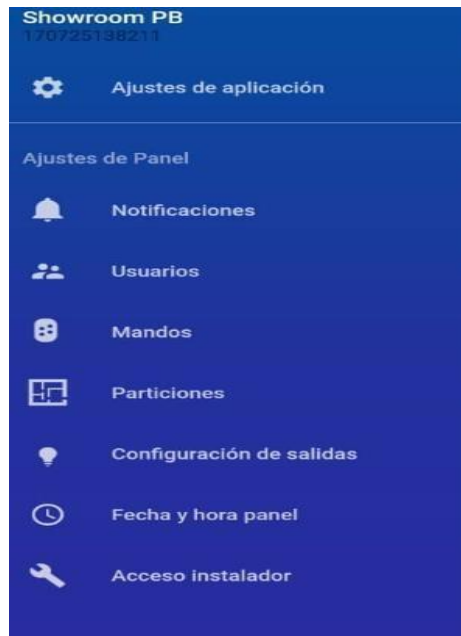 Showroom PB
170725138211
Ajustes de aplicación
Ajustes de Panel
Notificaciones
Usuarios
Mandos
Particiones
Configuración de salidas
Fecha y hora panel
Acceso instalador